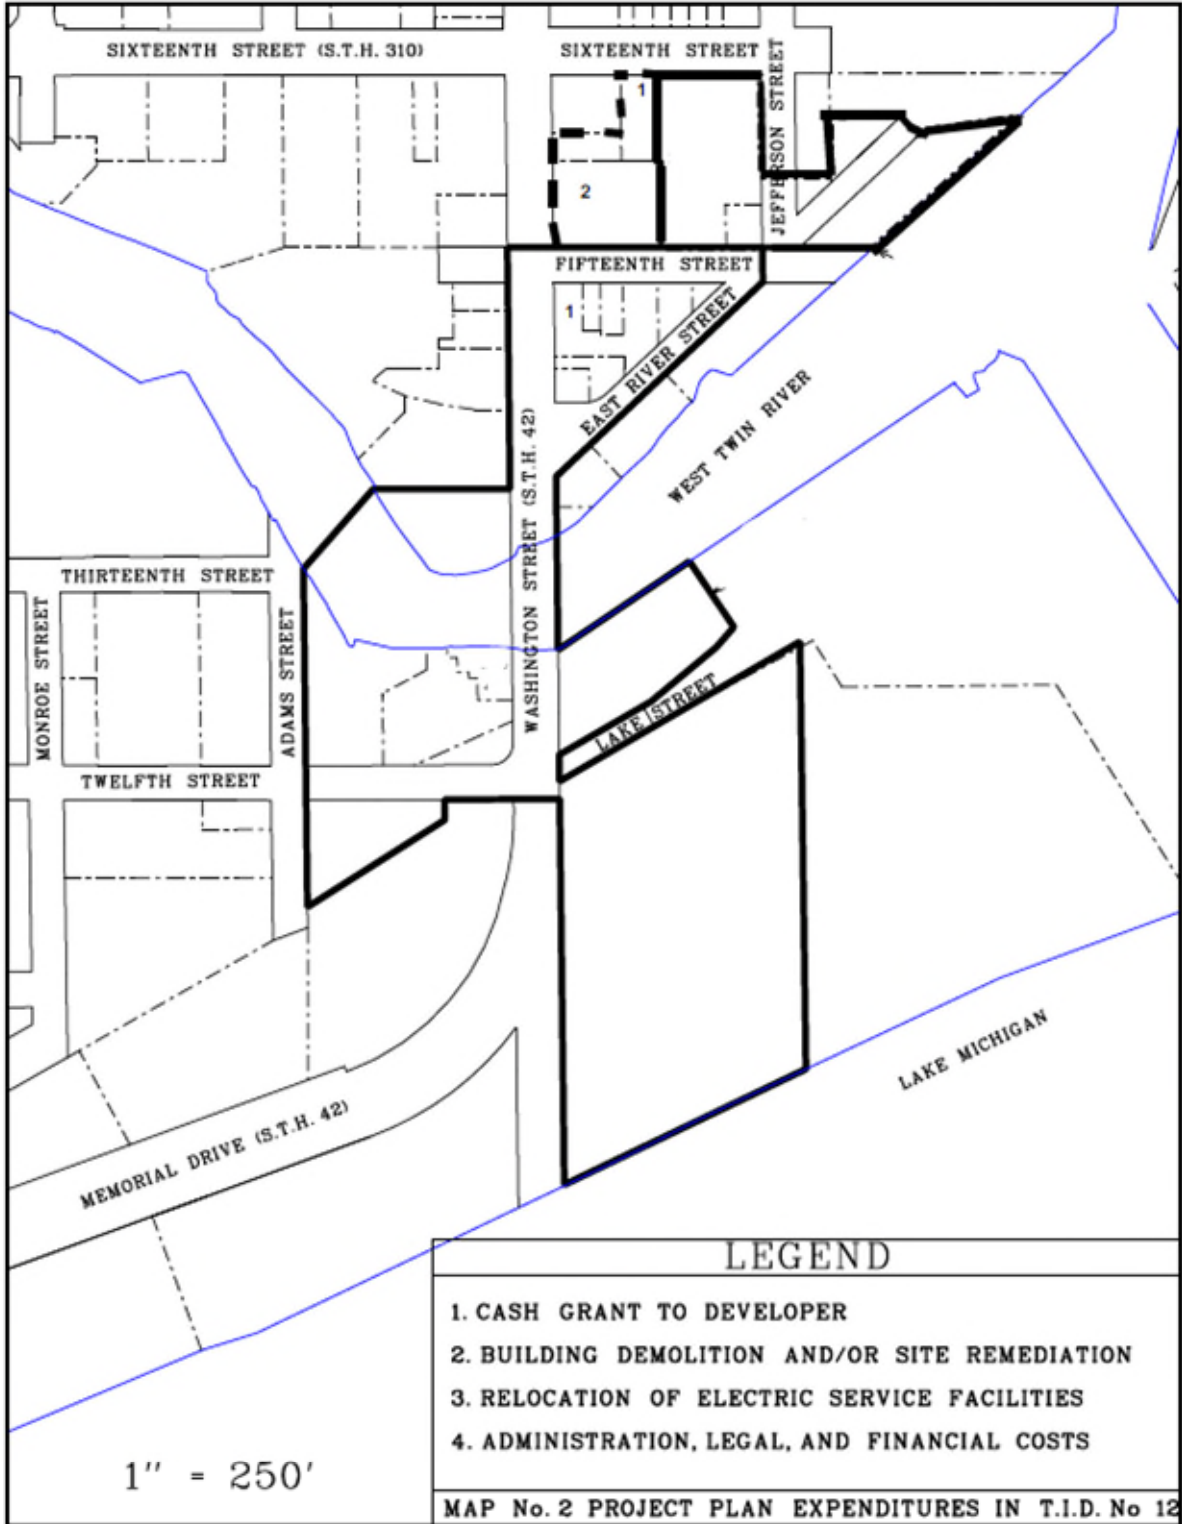 SIXTEENTH STREET (S.T.H. 310)
SIXTEENTH STREET
JEFFERSON STREET
1
2
FIFTEENTH STREET
1
EAST RIVER STREET
WEST TWIN RIVER
WASHINGTON STREET (S.T.H. 42)
THIRTEENTH STREET
MONROE STREET
ADAMS STREET
LAKE STREET
TWELFTH STREET
LAKE MICHIGAN
MEMORIAL DRIVE (S.T.H. 42)
LEGEND
1. CASH GRANT TO DEVELOPER
2. BUILDING DEMOLITION AND/OR SITE REMEDIATION
3. RELOCATION OF ELECTRIC SERVICE FACILITIES
4. ADMINISTRATION, LEGAL, AND FINANCIAL COSTS
1" = 250'
MAP No. 2 PROJECT PLAN EXPENDITURES IN T.I.D. No 12